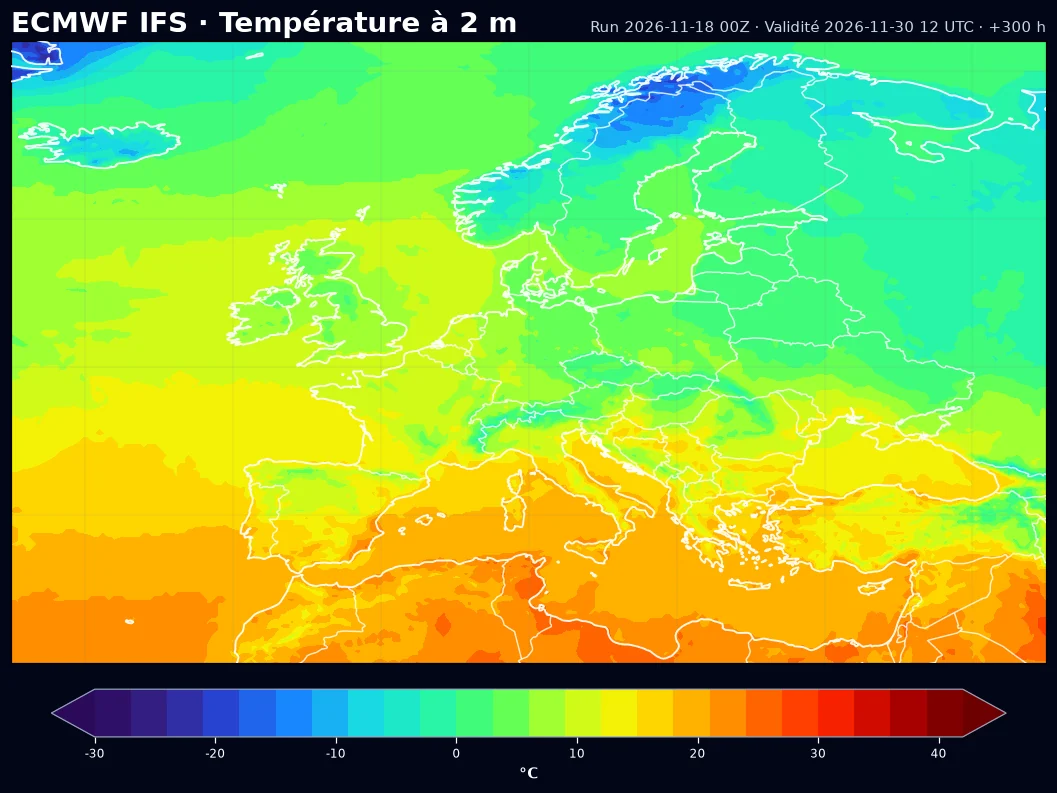 ECMWF IFS · Température à 2 m
Run 2026-11-18 00Z · Validité 2026-11-30 12 UTC · +300 h
-30 -20 -10 0 10 20 30 40
°C